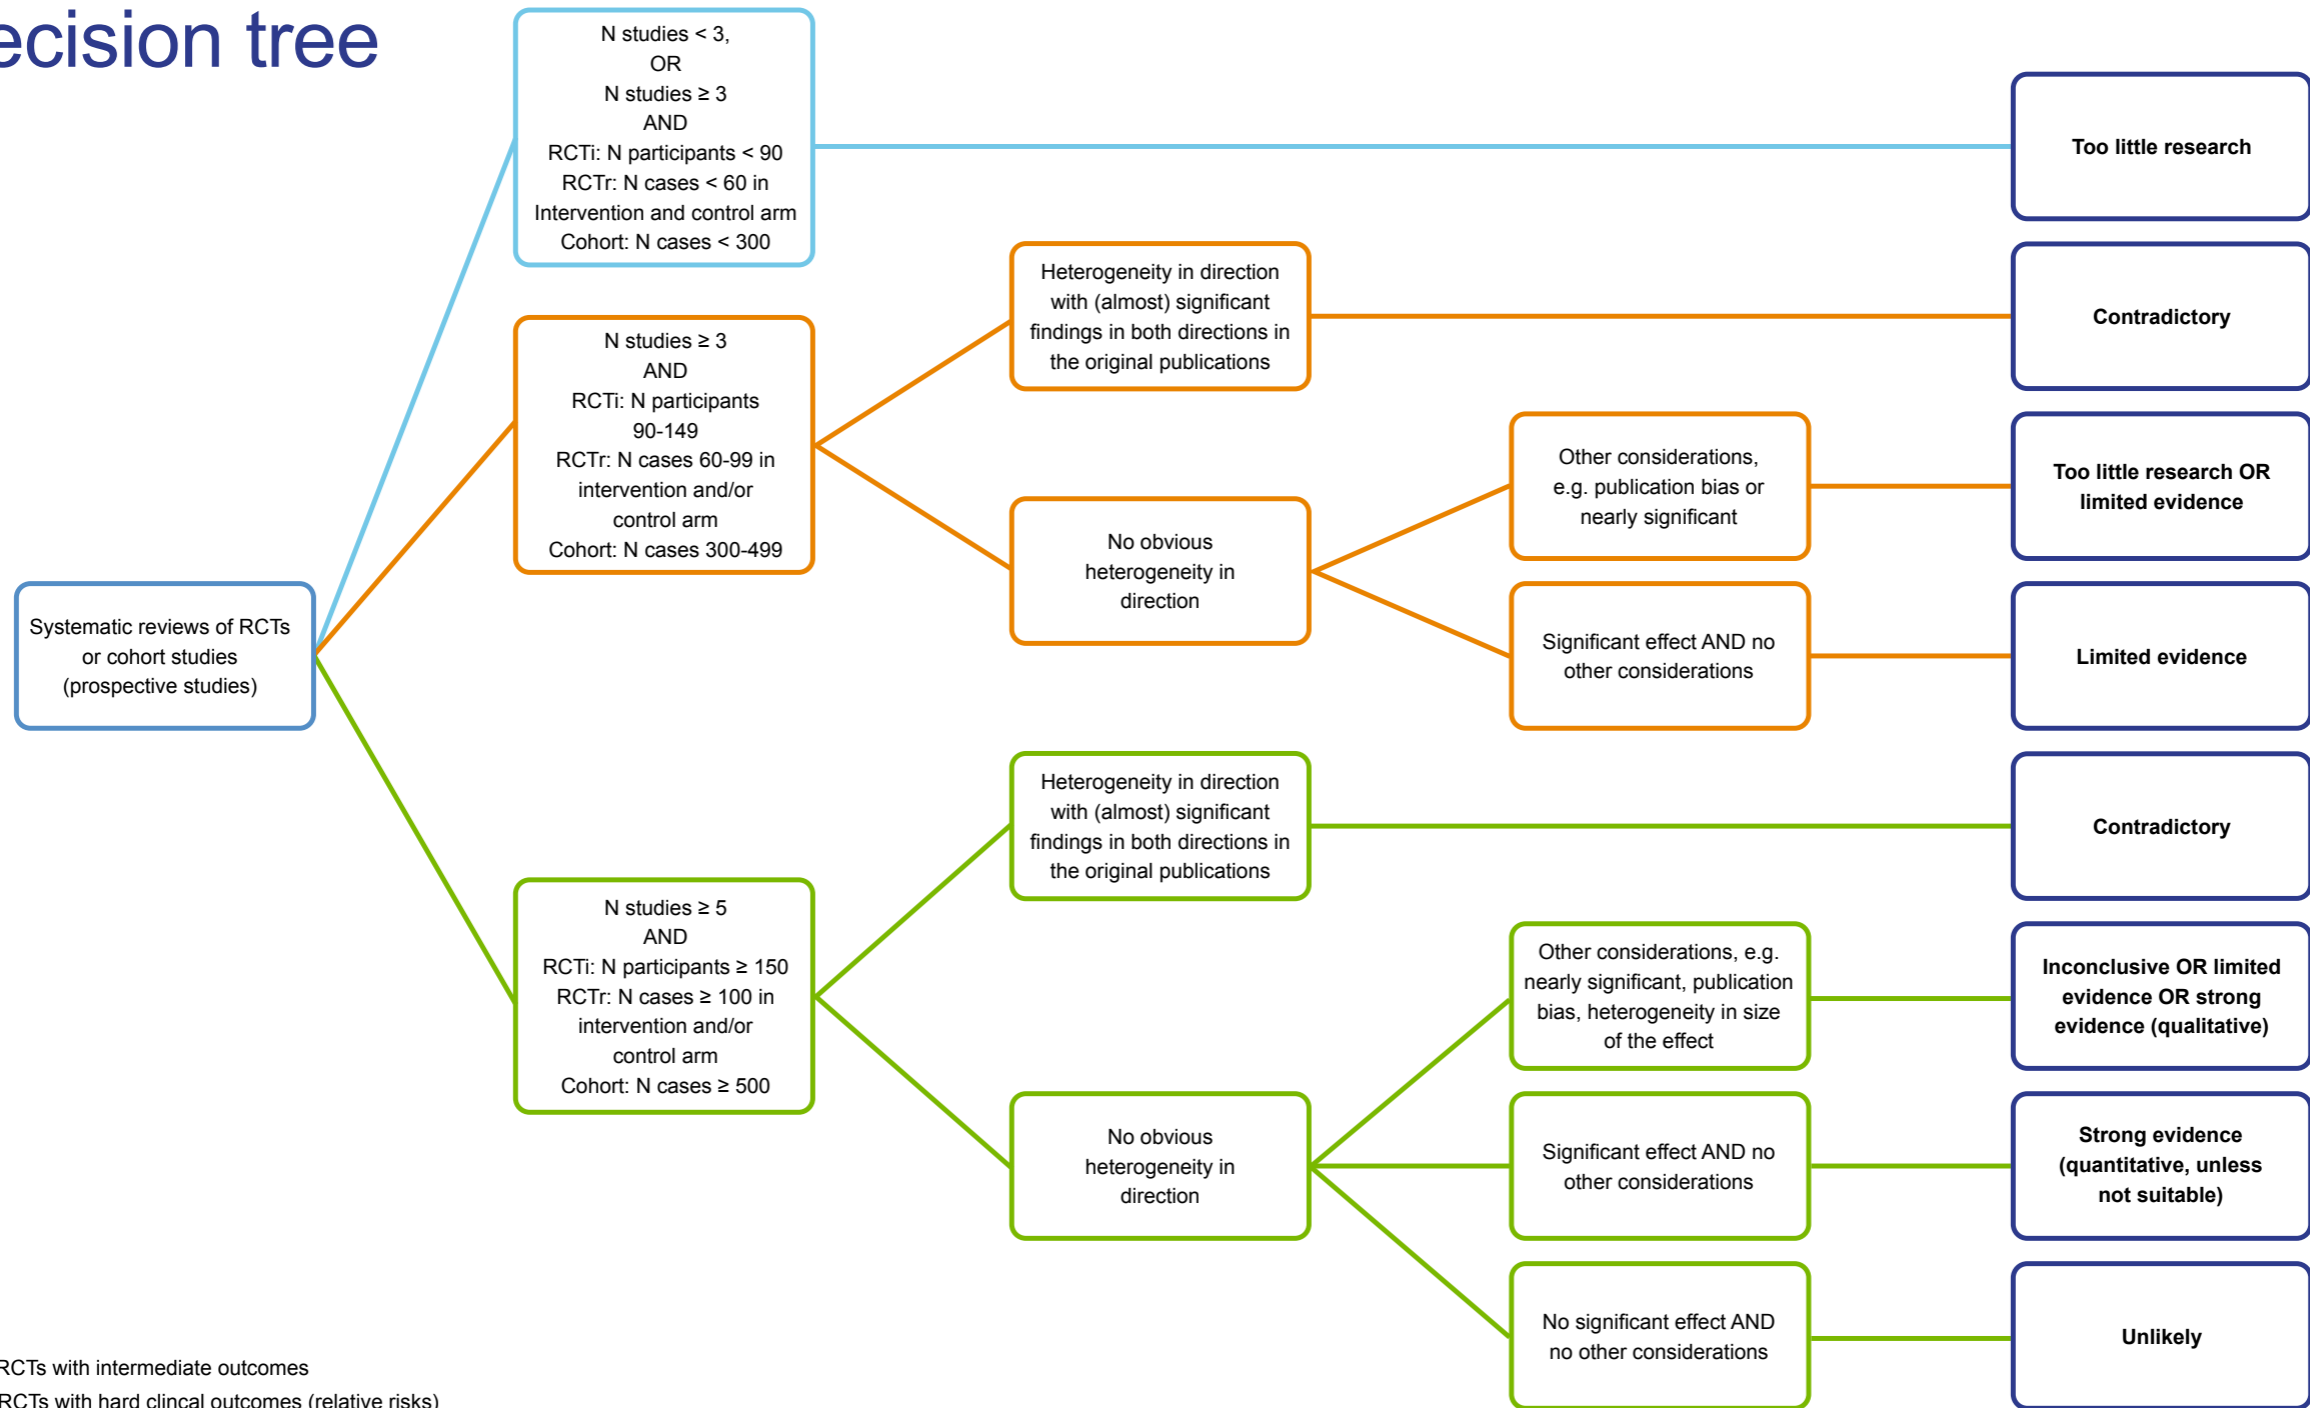 ecision tree
N studies < 3,
OR
N studies ≥ 3
AND
RCTi: N participants < 90
RCTr: N cases < 60 in
Intervention and control arm
Cohort: N cases < 300
Too little research
Heterogeneity in direction
with (almost) significant
findings in both directions in
the original publications
Contradictory
N studies ≥ 3
AND
RCTi: N participants
90-149
RCTr: N cases 60-99 in
intervention and/or
control arm
Cohort: N cases 300-499
Other considerations,
e.g. publication bias or
nearly significant
Too little research OR
limited evidence
No obvious
heterogeneity in
direction
Significant effect AND no
other considerations
Limited evidence
Systematic reviews of RCTs
or cohort studies
(prospective studies)
Heterogeneity in direction
with (almost) significant
findings in both directions in
the original publications
Contradictory
N studies ≥ 5
AND
RCTi: N participants ≥ 150
RCTr: N cases ≥ 100 in
intervention and/or
control arm
Cohort: N cases ≥ 500
Other considerations, e.g.
nearly significant, publication
bias, heterogeneity in size
of the effect
Inconclusive OR limited
evidence OR strong
evidence (qualitative)
No obvious
heterogeneity in
direction
Significant effect AND no
other considerations
Strong evidence
(quantitative, unless
not suitable)
No significant effect AND
no other considerations
Unlikely
RCTs with intermediate outcomes
RCTs with hard clincal outcomes (relative risks)